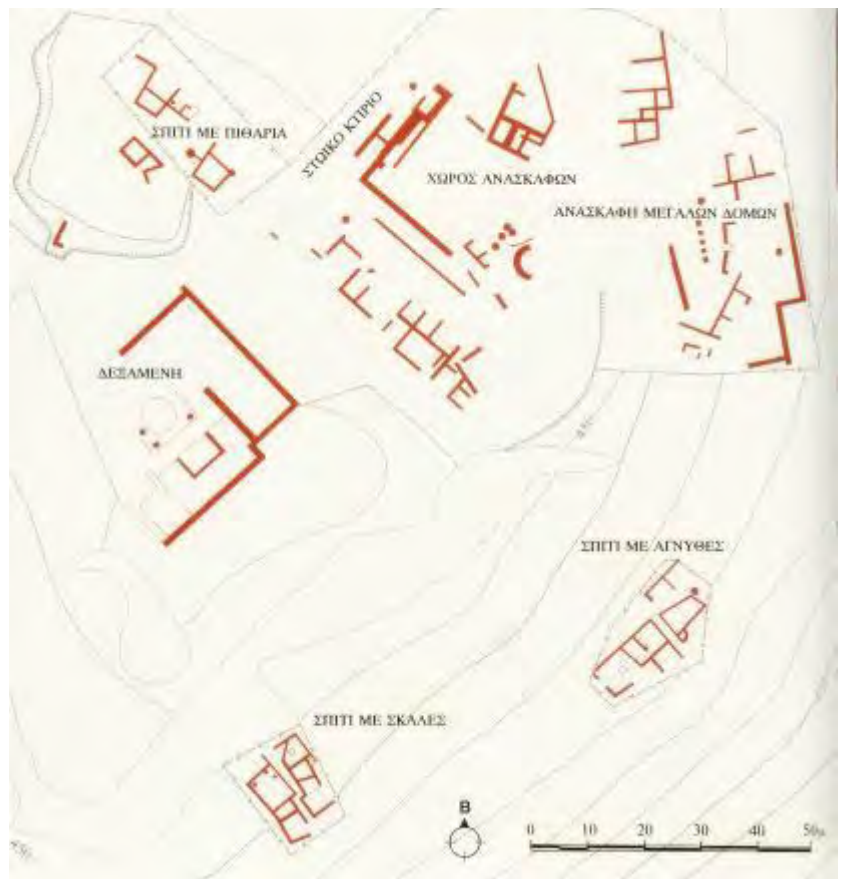 ΣΠΙΤΙ ΜΕ ΠΙΘΑΡΙΑ
ΣΤΩΙΚΟ ΚΤΙΡΙΟ
ΧΩΡΟΣ ΑΝΑΣΚΑΦΩΝ
ΑΝΑΣΚΑΦΗ ΜΕΓΑΛΩΝ ΔΟΜΩΝ
ΔΕΞΑΜΕΝΗ
ΣΠΙΤΙ ΜΕ ΑΓΝΥΘΕΣ
ΣΠΙΤΙ ΜΕ ΣΚΑΛΕΣ
Β
0 10 20 30 40 50μ.